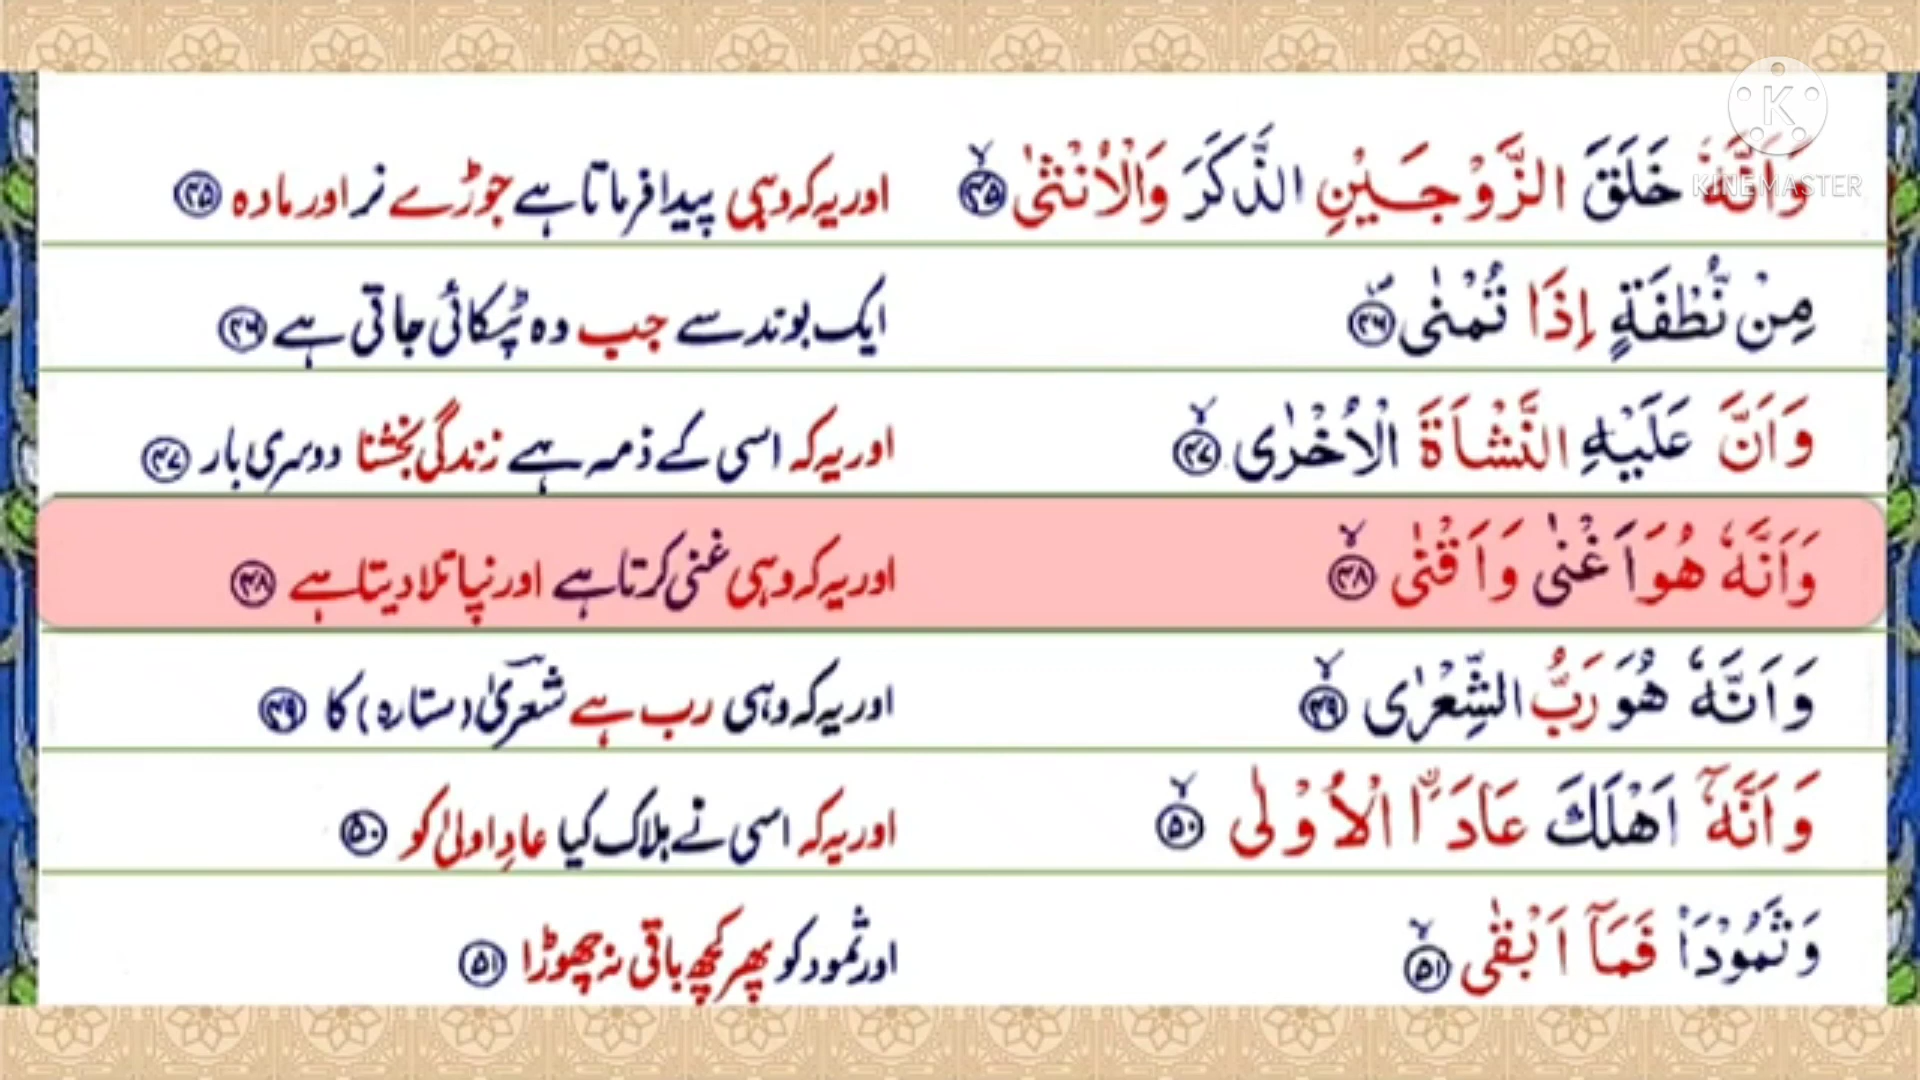 وَاَنَّهٗ خَلَقَ الزَّوْجَيْنِ الذَّكَرَ وَالْاُنْثٰى ۙ﴿۴۵﴾ اور یہ کہ وہی پیدا فرماتا ہے جوڑے نر اور مادہ ﴿۴۵﴾
مِنْ نُّطْفَةٍ اِذَا تُمْنٰى ۪﴿۴۶﴾ ایک بوند سے جب وہ ٹپکائی جاتی ہے ﴿۴۶﴾
وَاَنَّ عَلَيْهِ النَّشْاَةَ الْاُخْرٰى ۙ﴿۴۷﴾ اور یہ کہ اسی کے ذمہ ہے زندگی بخشنا دوسری بار ﴿۴۷﴾
وَاَنَّهٗ هُوَ اَغْنٰى وَاَقْنٰى ۙ﴿۴۸﴾ اور یہ کہ وہی غنی کرتا ہے اور نپا تلا دیتا ہے ﴿۴۸﴾
وَاَنَّهٗ هُوَ رَبُّ الشِّعْرٰى ۙ﴿۴۹﴾ اور یہ کہ وہی رب ہے شعریٰ (ستارہ) کا ﴿۴۹﴾
وَاَنَّهٗۤ اَهْلَكَ عَادَا ۨالْاُوْلٰى ۙ﴿۵۰﴾ اور یہ کہ اسی نے ہلاک کیا عادِ اولیٰ کو ﴿۵۰﴾
وَثَمُوْدَا۟ فَمَاۤ اَبْقٰى ۙ﴿۵۱﴾ اور ثمود کو پھر کچھ باقی نہ چھوڑا ﴿۵۱﴾
KINEMASTER